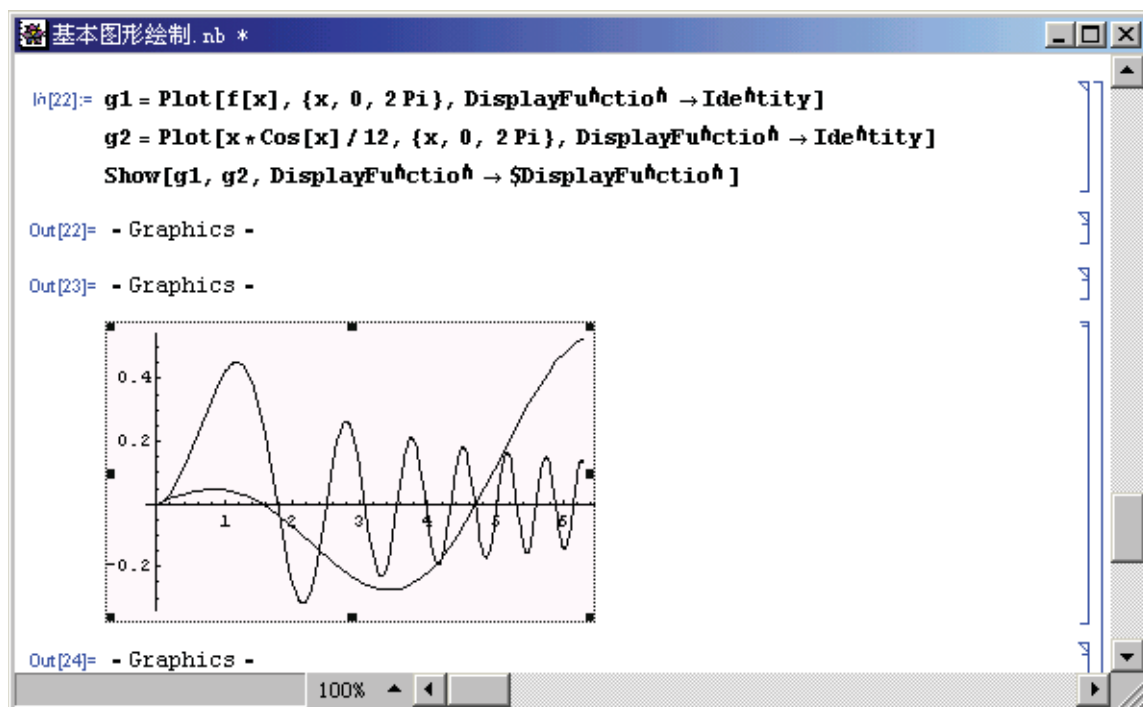 基本图形绘制.nb *
In[22]:= g1 = Plot[f[x], {x, 0, 2 Pi}, DisplayFunction → Identity]
g2 = Plot[x * Cos[x] / 12, {x, 0, 2 Pi}, DisplayFunction → Identity]
Show[g1, g2, DisplayFunction → $DisplayFunction]
Out[22]= - Graphics -
Out[23]= - Graphics -
0.4
0.2
1 2 3 4 5 6
-0.2
Out[24]= - Graphics -
100%